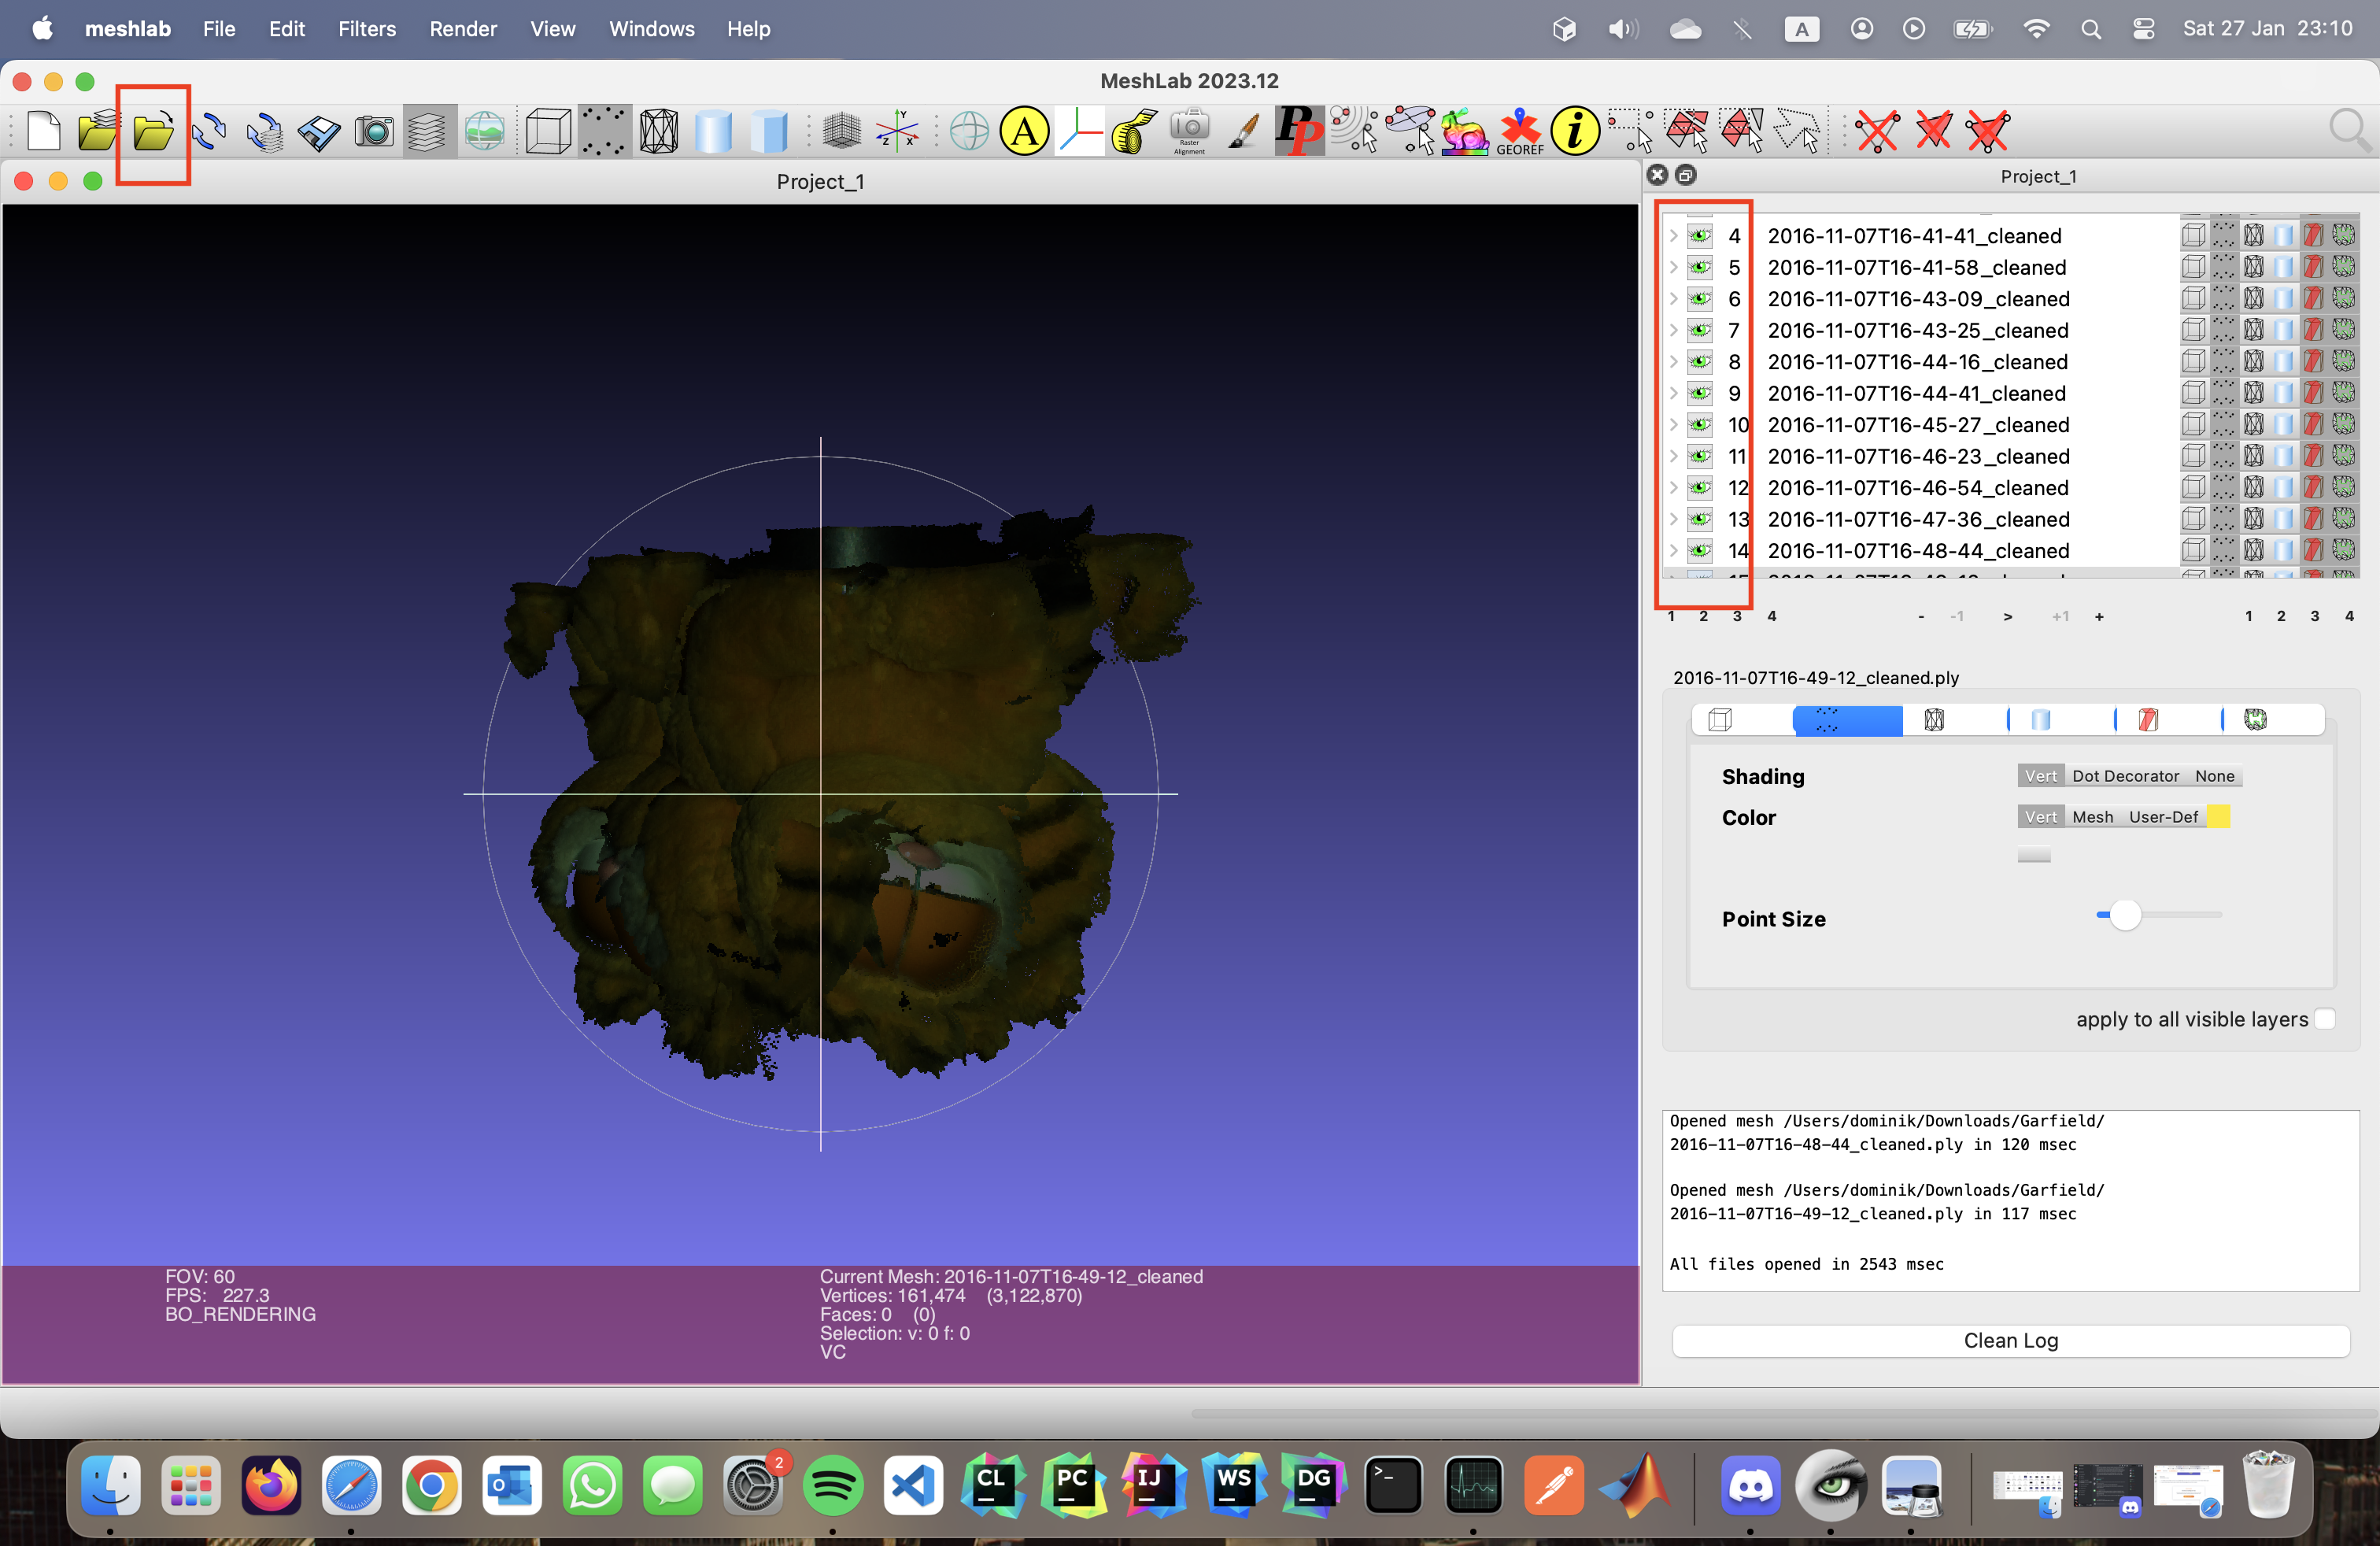 meshlab File Edit Filters Render View Windows Help A Sat 27 Jan 23:10
MeshLab 2023.12
A Raster Alignment PP GEOREF i
Project_1
Project_1
4 2016-11-07T16-41-41_cleaned
5 2016-11-07T16-41-58_cleaned
6 2016-11-07T16-43-09_cleaned
7 2016-11-07T16-43-25_cleaned
8 2016-11-07T16-44-16_cleaned
9 2016-11-07T16-44-41_cleaned
10 2016-11-07T16-45-27_cleaned
11 2016-11-07T16-46-23_cleaned
12 2016-11-07T16-46-54_cleaned
13 2016-11-07T16-47-36_cleaned
14 2016-11-07T16-48-44_cleaned
1 2 3 4 - -1 > +1 + 1 2 3 4
2016-11-07T16-49-12_cleaned.ply
Shading Vert Dot Decorator None
Color Vert Mesh User-Def
Point Size
apply to all visible layers
Opened mesh /Users/dominik/Downloads/Garfield/
2016-11-07T16-48-44_cleaned.ply in 120 msec
Opened mesh /Users/dominik/Downloads/Garfield/
2016-11-07T16-49-12_cleaned.ply in 117 msec
All files opened in 2543 msec
Clean Log
FOV: 60
FPS: 227.3
BO_RENDERING
Current Mesh: 2016-11-07T16-49-12_cleaned
Vertices: 161,474 (3,122,870)
Faces: 0 (0)
Selection: v: 0 f: 0
VC
2 CL PC IJ WS DG >_